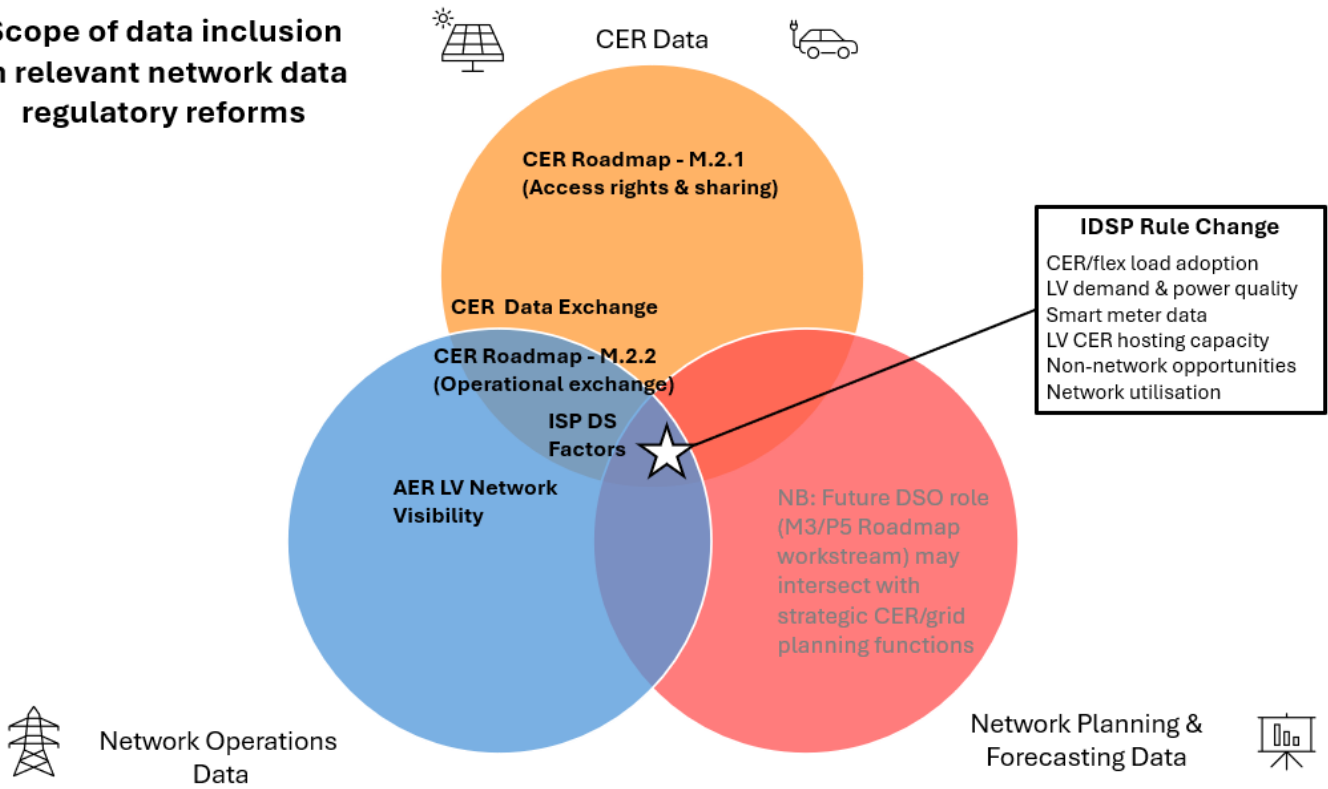 Scope of data inclusion
relevant network data
regulatory reforms
CER Data
CER Roadmap - M.2.1
(Access rights & sharing)
CER Data Exchange
CER Roadmap - M.2.2
(Operational exchange)
ISP DS
Factors
AER LV Network
Visibility
IDSP Rule Change
CER/flex load adoption
LV demand & power quality
Smart meter data
LV CER hosting capacity
Non-network opportunities
Network utilisation
NB: Future DSO role
(M3/P5 Roadmap
workstream) may
intersect with
strategic CER/grid
planning functions
Network Operations
Data
Network Planning &
Forecasting Data